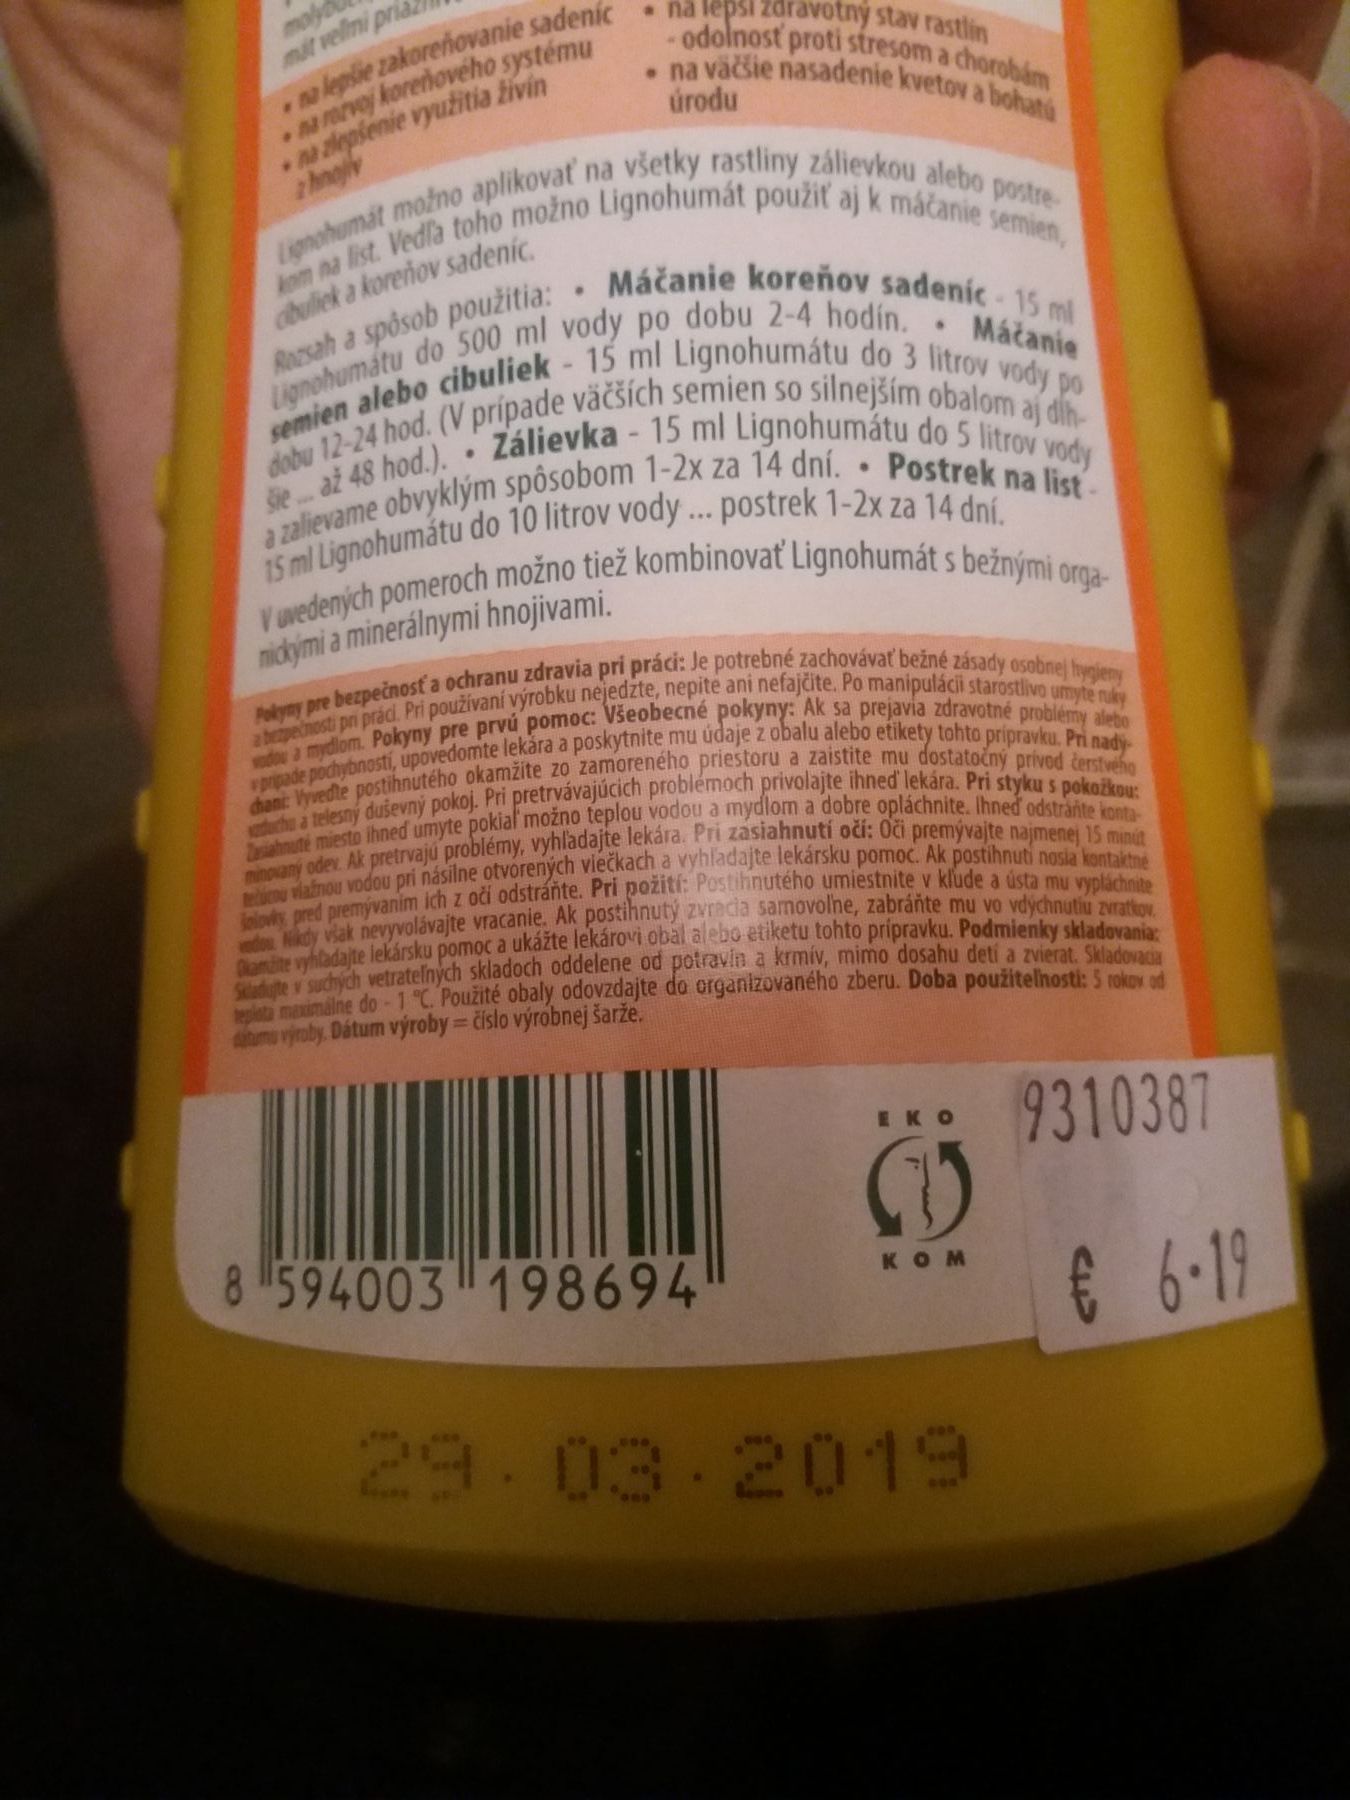 mať veľmi priazni
• na lepšie zakoreňovanie sadeníc
• na rozvoj koreňového systému
• na zlepšenie využitia živín
z hnojív
• na lepší zdravotný stav rastlín
- odolnosť proti stresom a chorobám
• na väčšie nasadenie kvetov a bohatú
úrodu
Lignohumát možno aplikovať na všetky rastliny zálievkou alebo postre-
kom na list. Vedľa toho možno Lignohumát použiť aj k máčanie semien,
cibuliek a koreňov sadeníc.
Rozsah a spôsob použitia: • Máčanie koreňov sadeníc - 15 ml
Lignohumátu do 500 ml vody po dobu 2-4 hodín. • Máčanie
semien alebo cibuliek - 15 ml Lignohumátu do 3 litrov vody po
dobu 12-24 hod. (V prípade väčších semien so silnejším obalom aj dlh-
šie ... až 48 hod.). • Zálievka - 15 ml Lignohumátu do 5 litrov vody
a zalievame obvyklým spôsobom 1-2x za 14 dní. • Postrek na list -
15 ml Lignohumátu do 10 litrov vody ... postrek 1-2x za 14 dní.
V uvedených pomeroch možno tiež kombinovať Lignohumát s bežnými orga-
nickými a minerálnymi hnojivami.
Pokyny pre bezpečnosť a ochranu zdravia pri práci: Je potrebné zachovávať bežné zásady osobnej hygieny
a bezpečnosti pri práci. Pri používaní výrobku nejedzte, nepite ani nefajčite. Po manipulácii starostlivo umyte ruky
vodou a mydlom. Pokyny pre prvú pomoc: Všeobecné pokyny: Ak sa prejavia zdravotné problémy alebo
v prípade pochybností, upovedomte lekára a poskytnite mu údaje z obalu alebo etikety tohto prípravku. Pri nadý-
chaní: Vyveďte postihnutého okamžite zo zamoreného priestoru a zaistite mu dostatočný prívod čerstvého
vzduchu a telesný duševný pokoj. Pri pretrvávajúcich problémoch privolajte ihneď lekára. Pri styku s pokožkou:
Zasiahnuté miesto ihneď umyte pokiaľ možno teplou vodou a mydlom a dobre opláchnite. Ihneď odstráňte konta-
minovaný odev. Ak pretrvajú problémy, vyhľadajte lekára. Pri zasiahnutí očí: Oči premývajte najmenej 15 minút
tečúcou vlažnou vodou pri násilne otvorených viečkach a vyhľadajte lekársku pomoc. Ak postihnutí nosia kontaktné
šošovky, pred premývaním ich z očí odstráňte. Pri požití: Postihnutého umiestnite v kľude a ústa mu vypláchnite
vodou. Nikdy však nevyvolávajte vracanie. Ak postihnutý zvracia samovoľne, zabráňte mu vo vdýchnutiu zvratkov.
Okamžite vyhľadajte lekársku pomoc a ukážte lekárovi obal alebo etiketu tohto prípravku. Podmienky skladovania:
Skladujte v suchých vetrateľných skladoch oddelene od potravín a krmív, mimo dosahu detí a zvierat. Skladovacia
teplota maximálne do - 1 °C. Použité obaly odovzdajte do organizovaného zberu. Doba použiteľnosti: 5 rokov od
dátumu výroby. Dátum výroby = číslo výrobnej šarže.
EKO
KOM
9310387
€ 6.19
8 594003 198694
29.03.2019